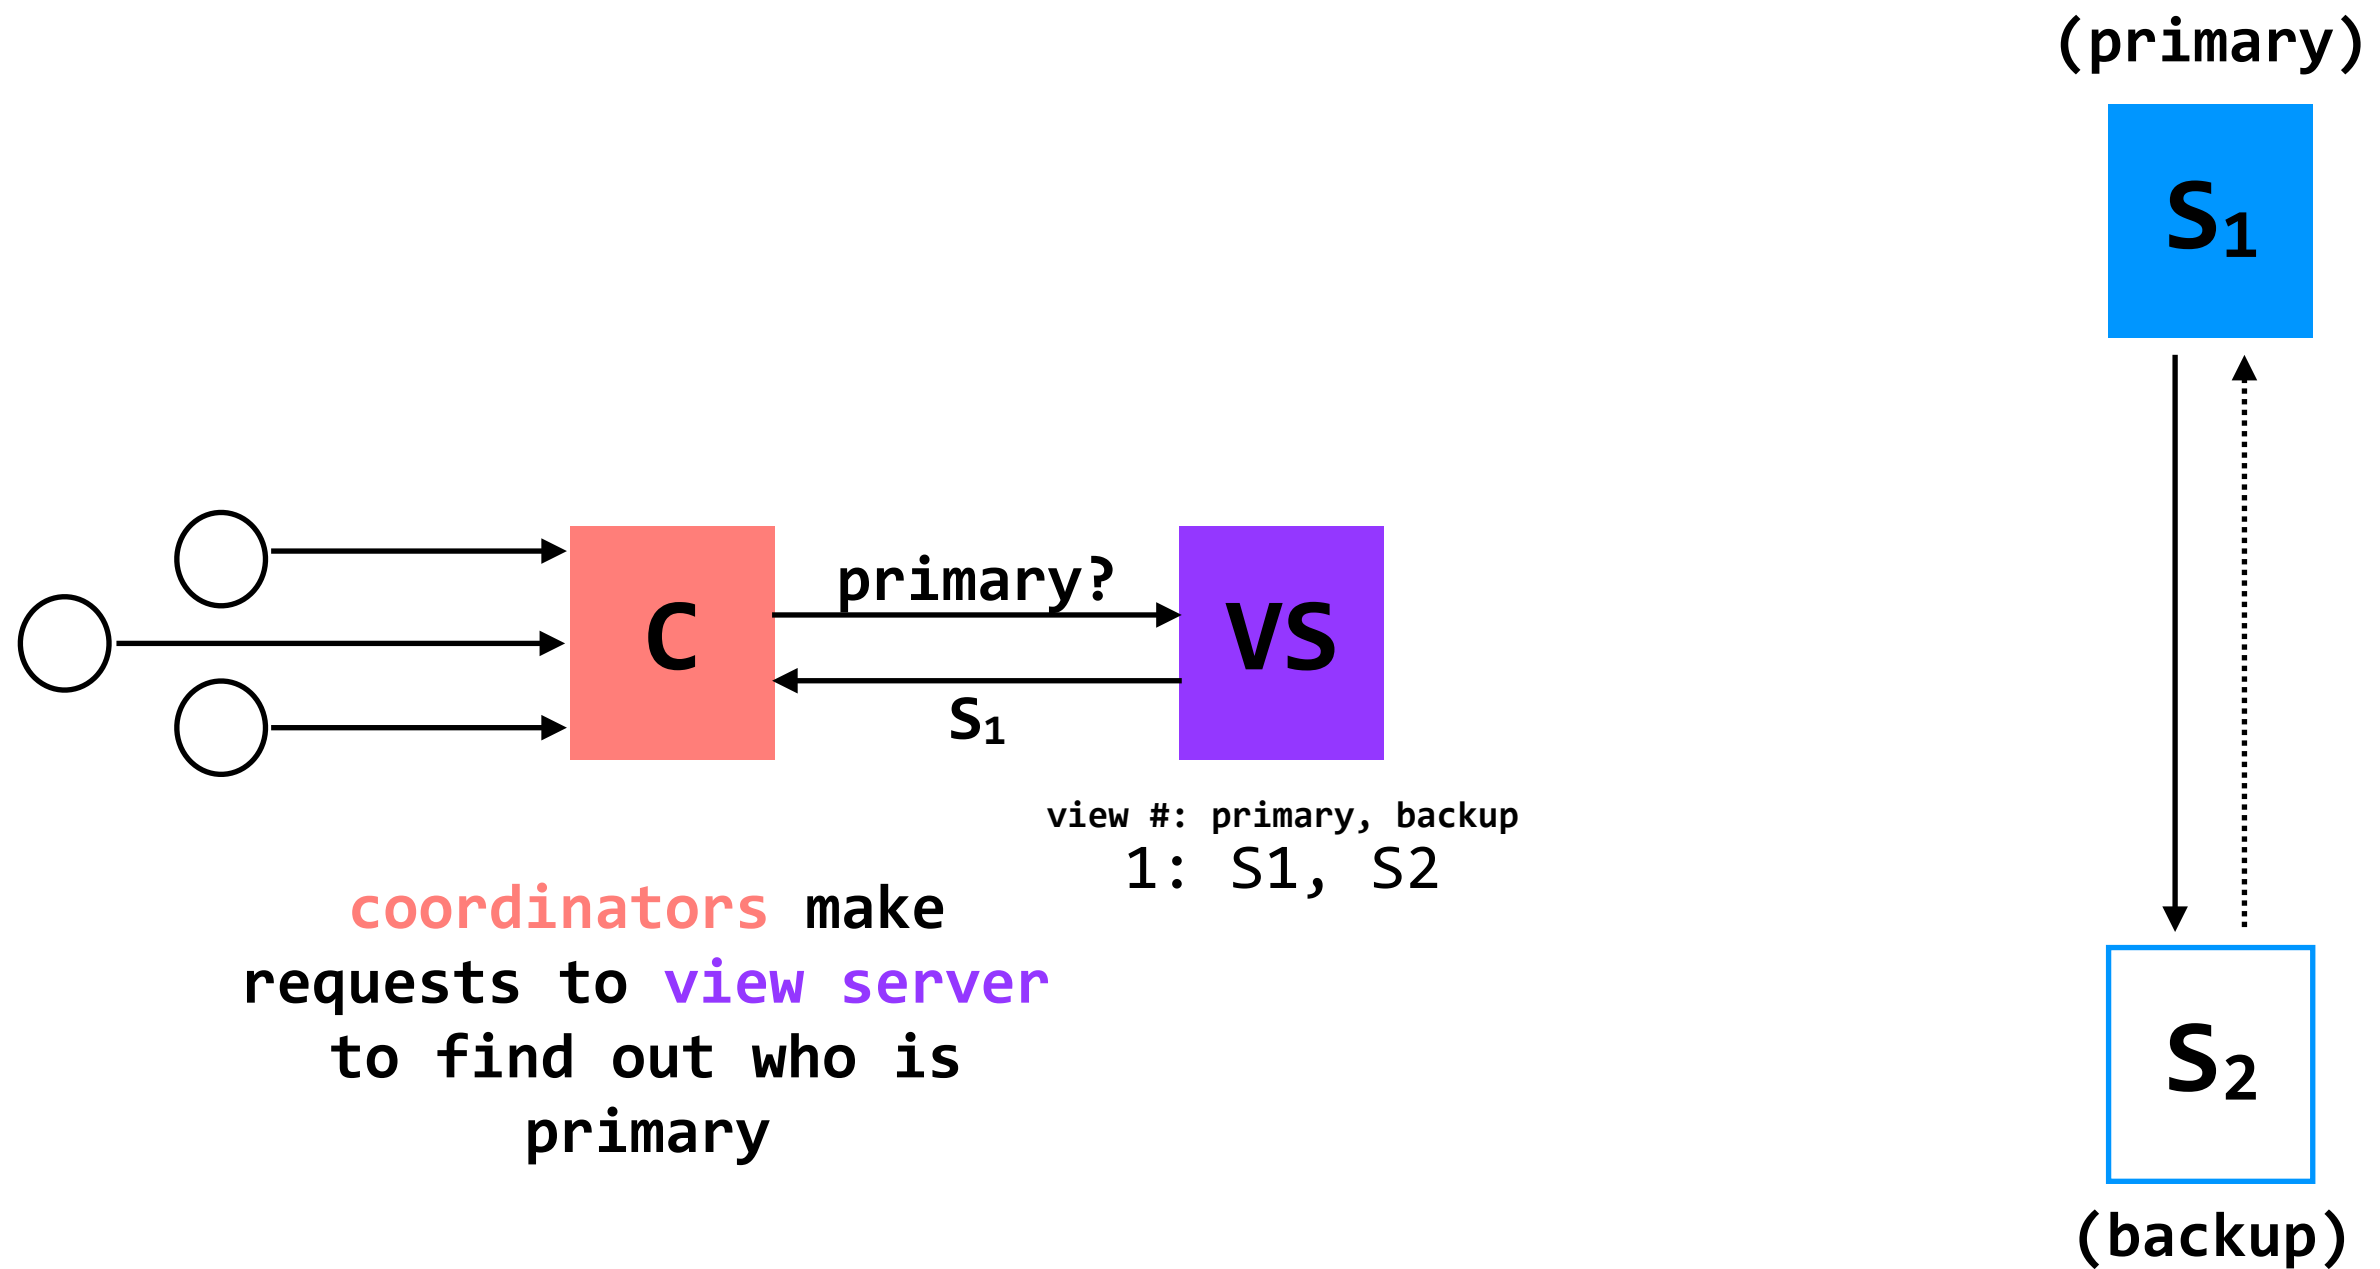 (primary)
S₁
primary?
C
VS
S₁
view #: primary, backup
1: S1, S2
coordinators make
requests to view server
to find out who is
primary
S₂
(backup)